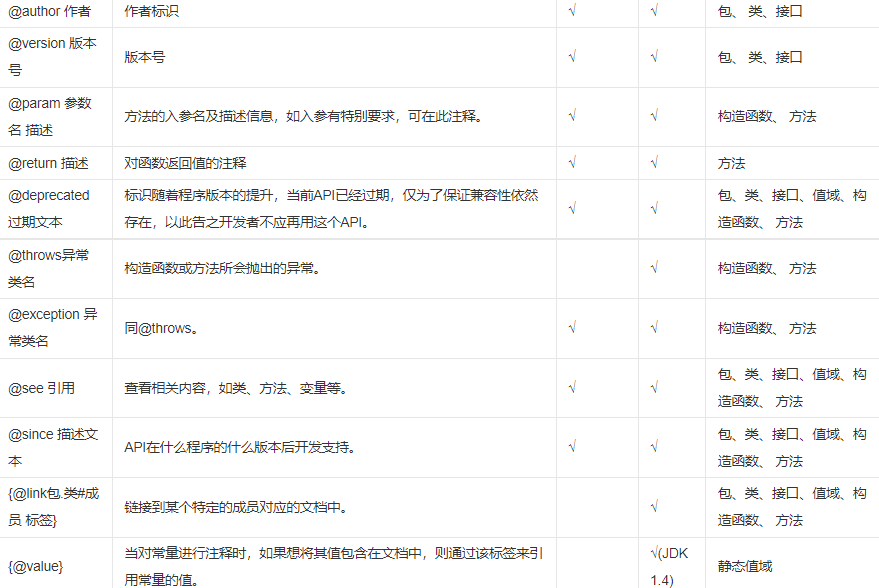 @author 作者 作者标识 √ √ 包、 类、接口
@version 版本
号 版本号 √ √ 包、 类、接口
@param 参数
名 描述 方法的入参名及描述信息，如入参有特别要求，可在此注释。 √ √ 构造函数、 方法
@return 描述 对函数返回值的注释 √ √ 方法
@deprecated
过期文本 标识随着程序版本的提升，当前API已经过期，仅为了保证兼容性依然
存在，以此告之开发者不应再用这个API。 √ √ 包、类、接口、值域、构
造函数、 方法
@throws异常
类名 构造函数或方法所会抛出的异常。 √ 构造函数、 方法
@exception 异
常类名 同@throws。 √ √ 构造函数、 方法
@see 引用 查看相关内容，如类、方法、变量等。 √ √ 包、类、接口、值域、构
造函数、 方法
@since 描述文
本 API在什么程序的什么版本后开发支持。 √ √ 包、类、接口、值域、构
造函数、 方法
{@link包.类#成
员 标签} 链接到某个特定的成员对应的文档中。 √ 包、类、接口、值域、构
造函数、 方法
{@value} 当对常量进行注释时，如果想将其值包含在文档中，则通过该标签来引
用常量的值。 √(JDK
1.4) 静态值域